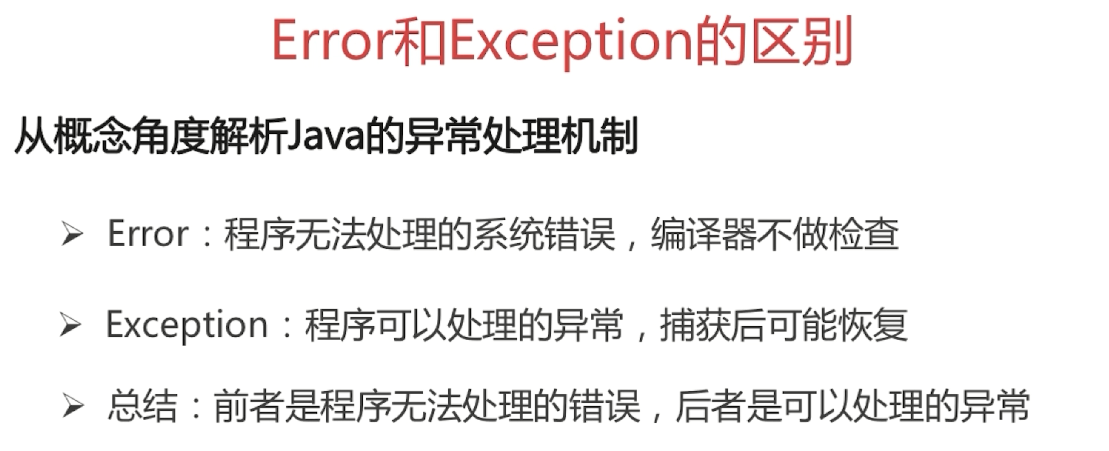 Error和Exception的区别
从概念角度解析Java的异常处理机制
➢ Error：程序无法处理的系统错误，编译器不做检查
➢ Exception：程序可以处理的异常，捕获后可能恢复
➢ 总结：前者是程序无法处理的错误，后者是可以处理的异常